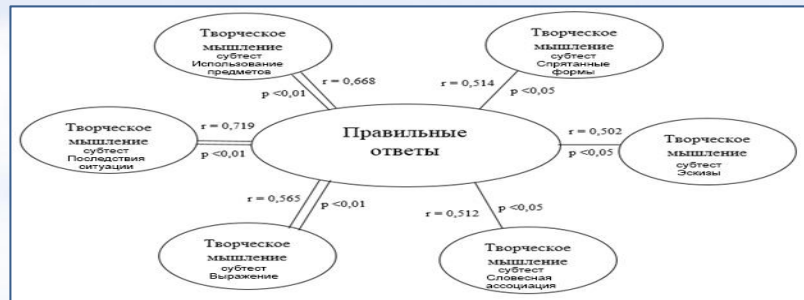 Творческое
мышление
субтест
Использование
предметов
r = 0,668
p <0,01
Творческое
мышление
субтест
Спрятанные
формы
r = 0,514
p <0,05
Творческое
мышление
субтест
Последствия
ситуации
r = 0,719
p <0,01
Правильные
ответы
r = 0,502
p <0,05
Творческое
мышление
субтест
Эскизы
r = 0,565
p <0,01
Творческое
мышление
субтест
Выражение
r = 0,512
p <0,05
Творческое
мышление
субтест
Словесная
ассоциация